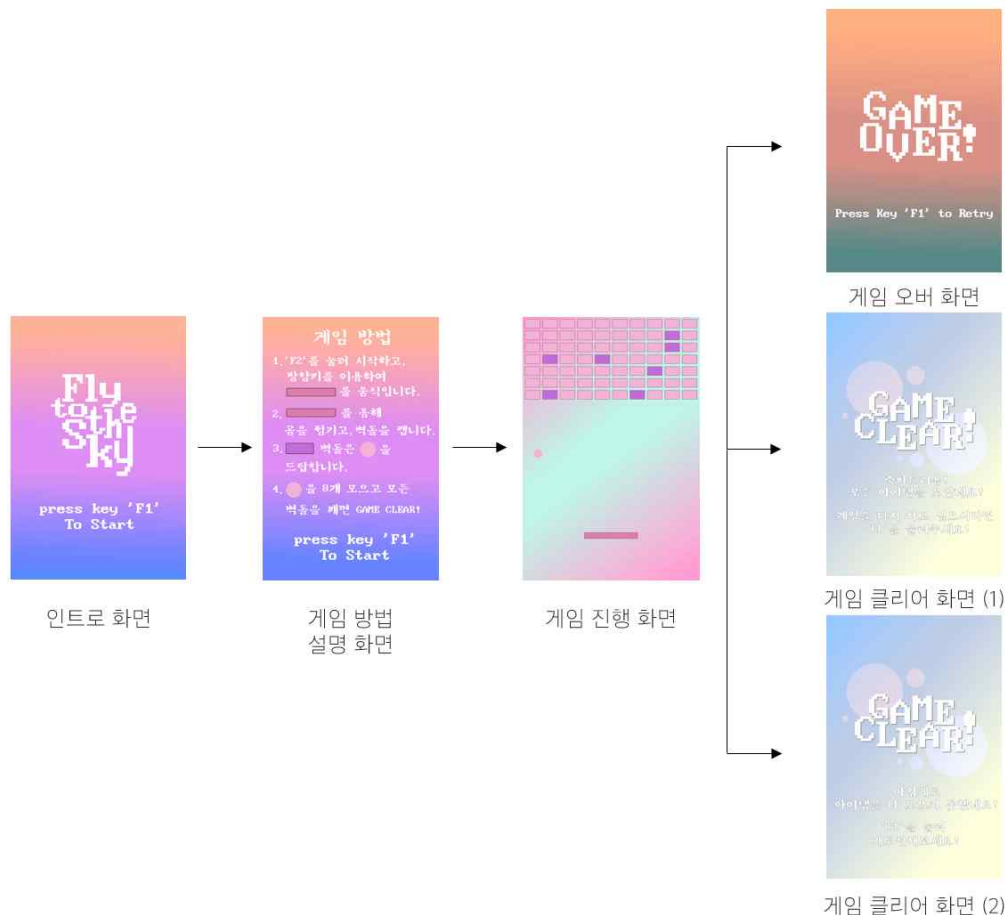 Fly
to the
Sky
press key 'F1'
To Start
인트로 화면
게임 방법
1. 'F2'를 눌러 시작하고,
방향키를 이용하여
를 움직입니다.
2. 를 통해
공을 튕기고, 벽돌을 깹니다.
3. 벽돌은 을
드랍합니다.
4. 을 8개 모으고 모든
벽돌을 깨면 GAME CLEAR!
press key 'F1'
To Start
게임 방법
설명 화면
게임 진행 화면
GAME
OVER!
Press Key 'F1' to Retry
게임 오버 화면
GAME
CLEAR!
게임 클리어 화면 (1)
GAME
CLEAR!
게임 클리어 화면 (2)